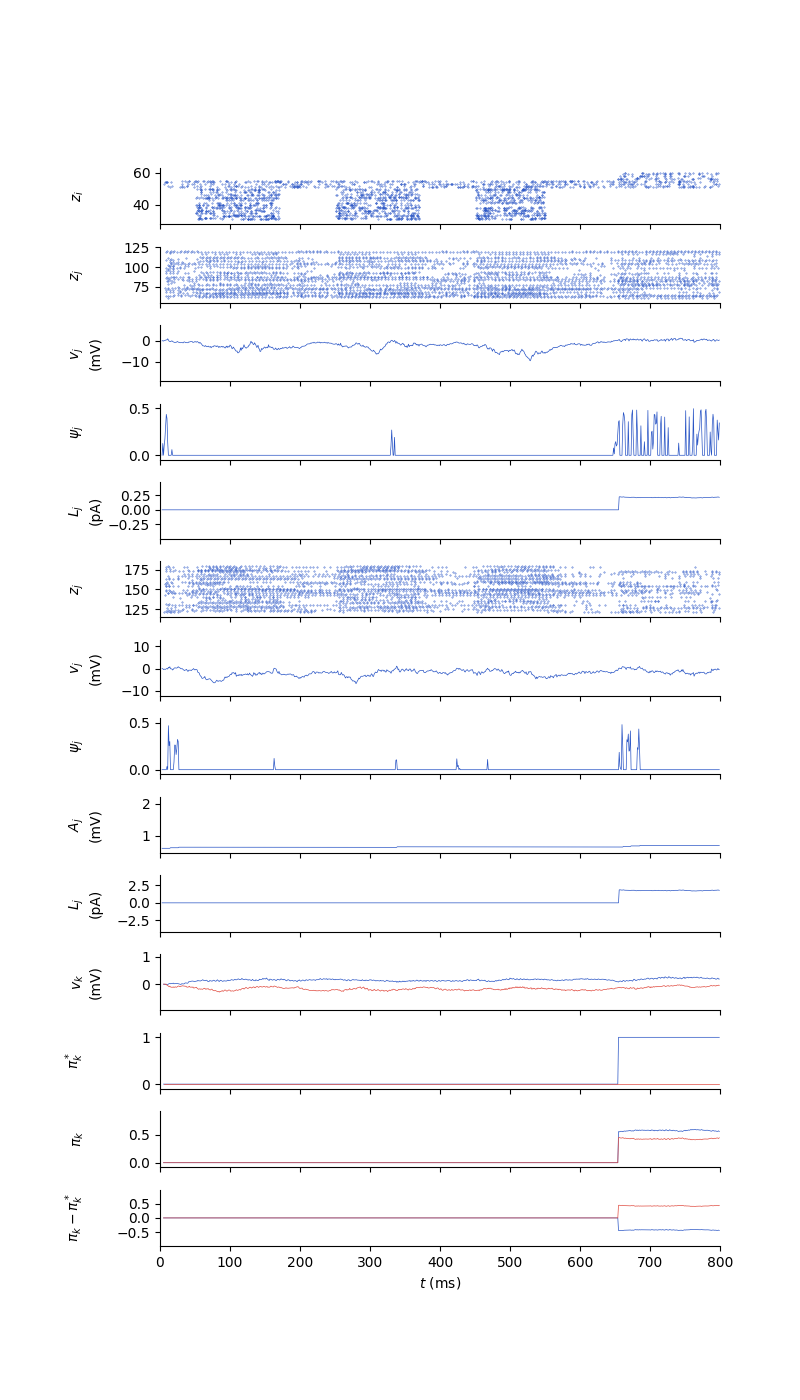 60
40
z_i
125
100
75
z_j
0
−10
v_j
(mV)
0.5
0.0
ψ_j
0.25
0.00
−0.25
L_j
(pA)
175
150
125
z_j
10
0
−10
v_j
(mV)
0.5
0.0
ψ_j
2
1
A_j
(mV)
2.5
0.0
−2.5
L_j
(pA)
1
0
v_k
(mV)
1
0
π*_k
0.5
0.0
π_k
0.5
0.0
−0.5
π_k − π*_k
0 100 200 300 400 500 600 700 800
t (ms)